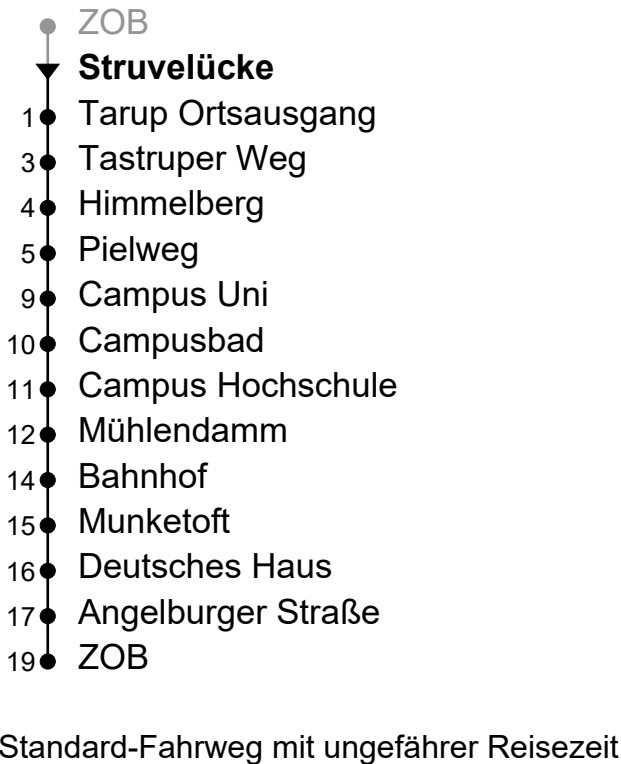 ZOB
Struvelücke
1 Tarup Ortsausgang
3 Tastruper Weg
4 Himmelberg
5 Pielweg
9 Campus Uni
10 Campusbad
11 Campus Hochschule
12 Mühlendamm
14 Bahnhof
15 Munketoft
16 Deutsches Haus
17 Angelburger Straße
19 ZOB
Standard-Fahrweg mit ungefährer Reisezeit